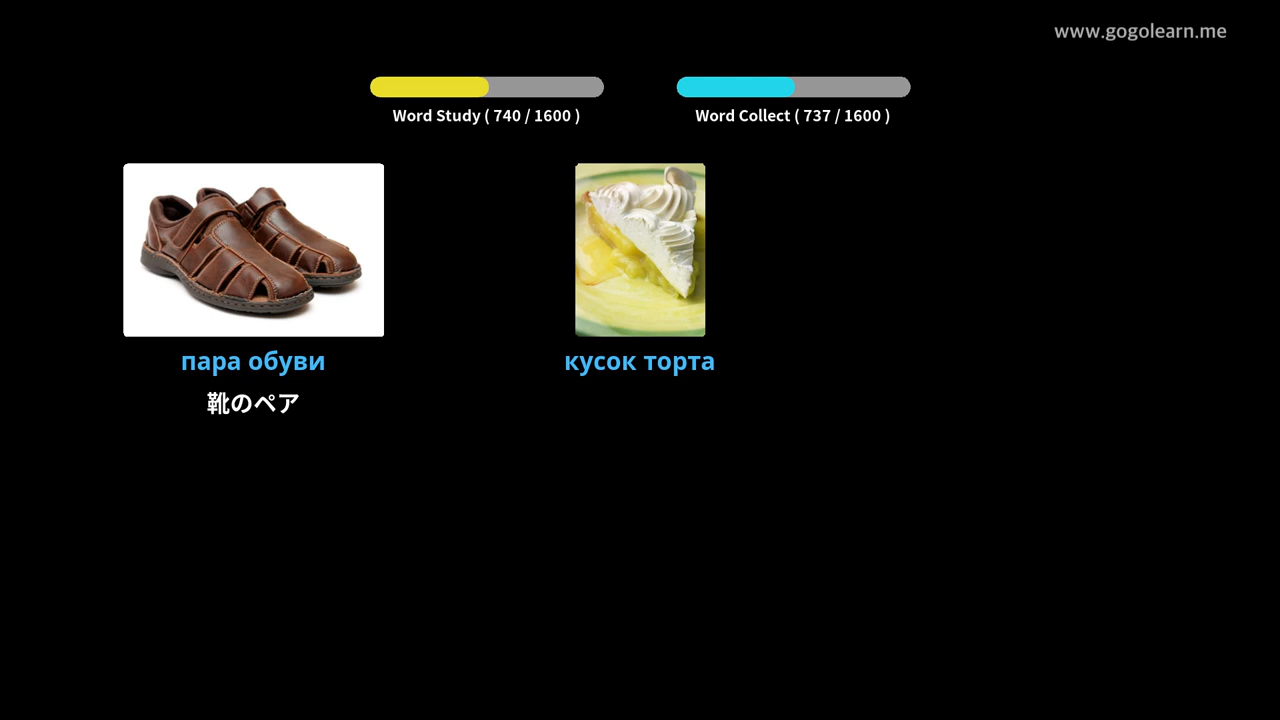 www.gogolearn.me
Word Study ( 740 / 1600 )
Word Collect ( 737 / 1600 )
пара обуви
кусок торта
靴のペア